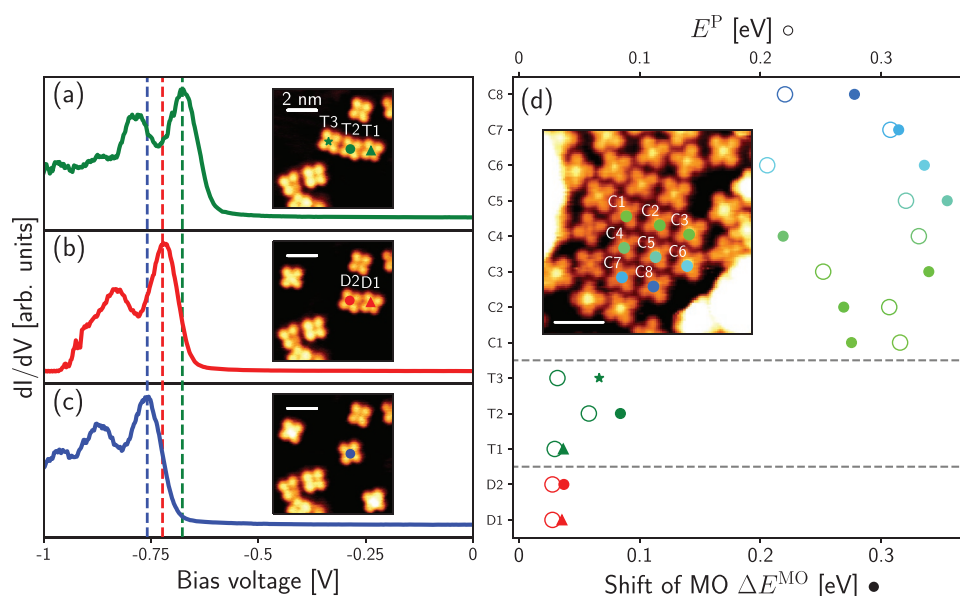 (a)
2 nm
T3
T2 T1
(b)
D2 D1
(c)
dI/dV [arb. units]
-1
-0.75
-0.5
-0.25
0
Bias voltage [V]
E^P [eV] ○
0
0.1
0.2
0.3
(d)
C8
C7
C6
C5
C4
C3
C2
C1
T3
T2
T1
D2
D1
C1
C2
C3
C4
C5
C6
C7
C8
0
0.1
0.2
0.3
Shift of MO ΔE^MO [eV] ●